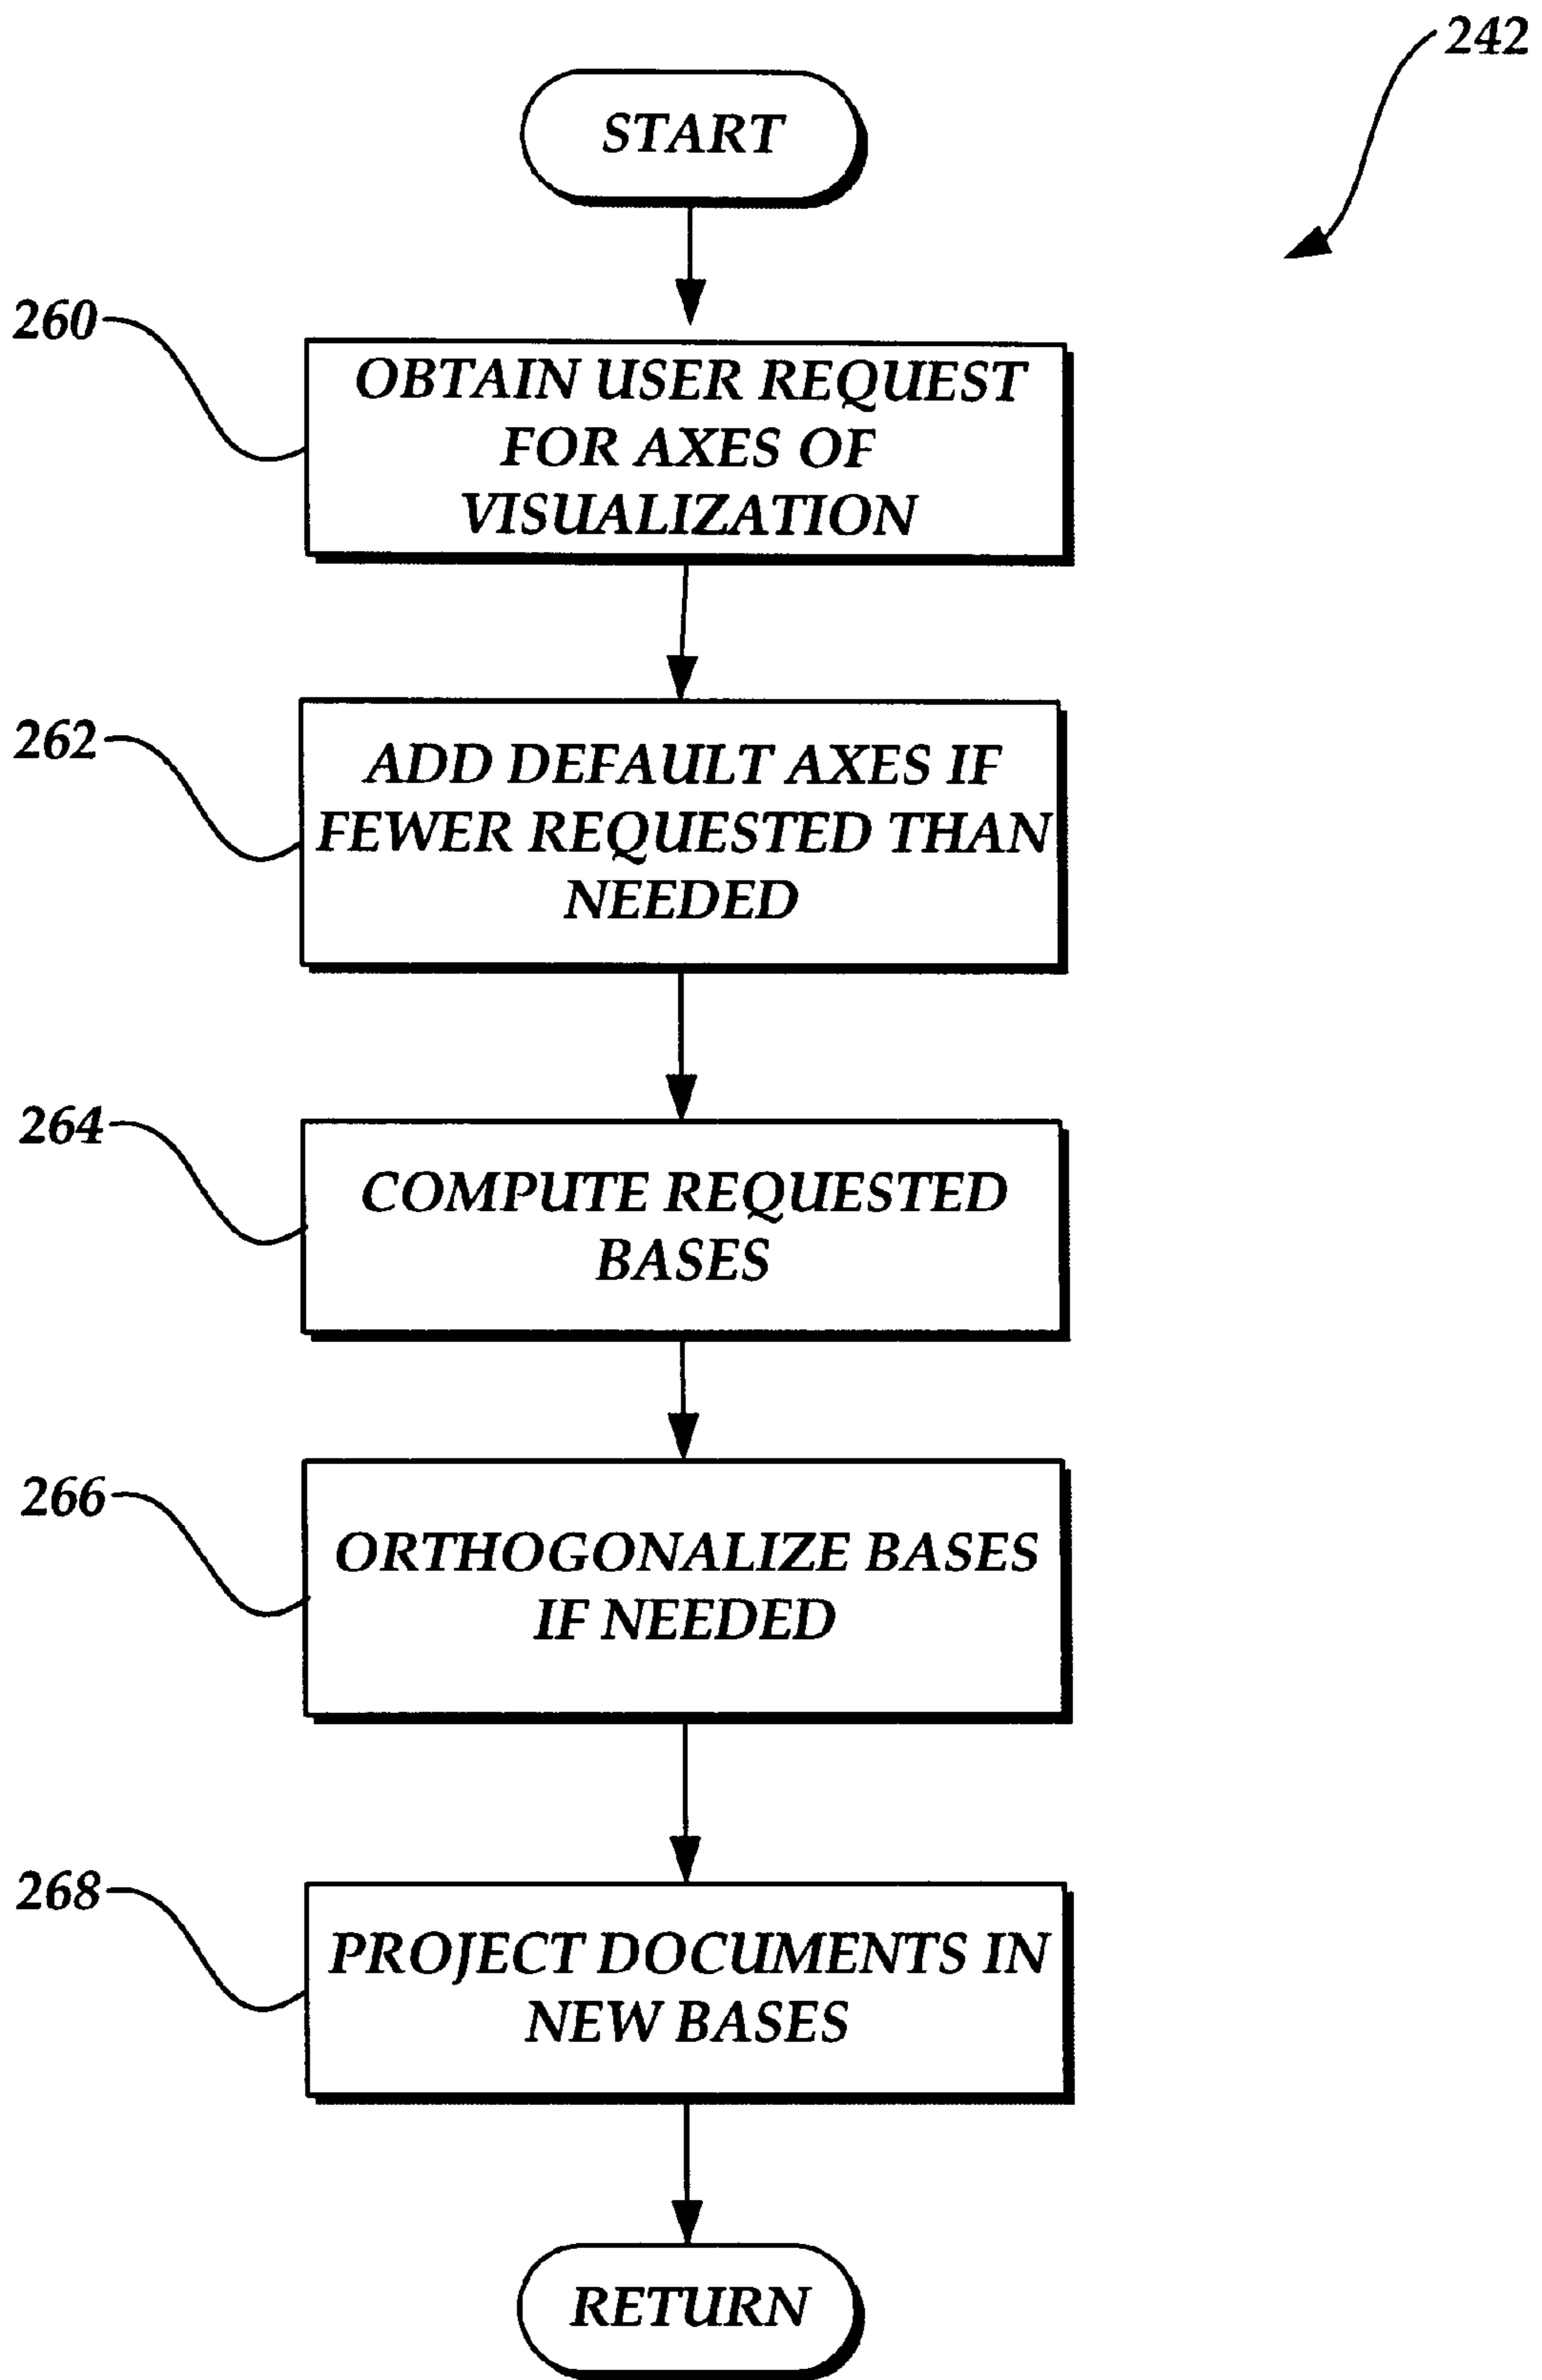 242
START
260
OBTAIN USER REQUEST
FOR AXES OF
VISUALIZATION
262
ADD DEFAULT AXES IF
FEWER REQUESTED THAN
NEEDED
264
COMPUTE REQUESTED
BASES
266
ORTHOGONALIZE BASES
IF NEEDED
268
PROJECT DOCUMENTS IN
NEW BASES
RETURN